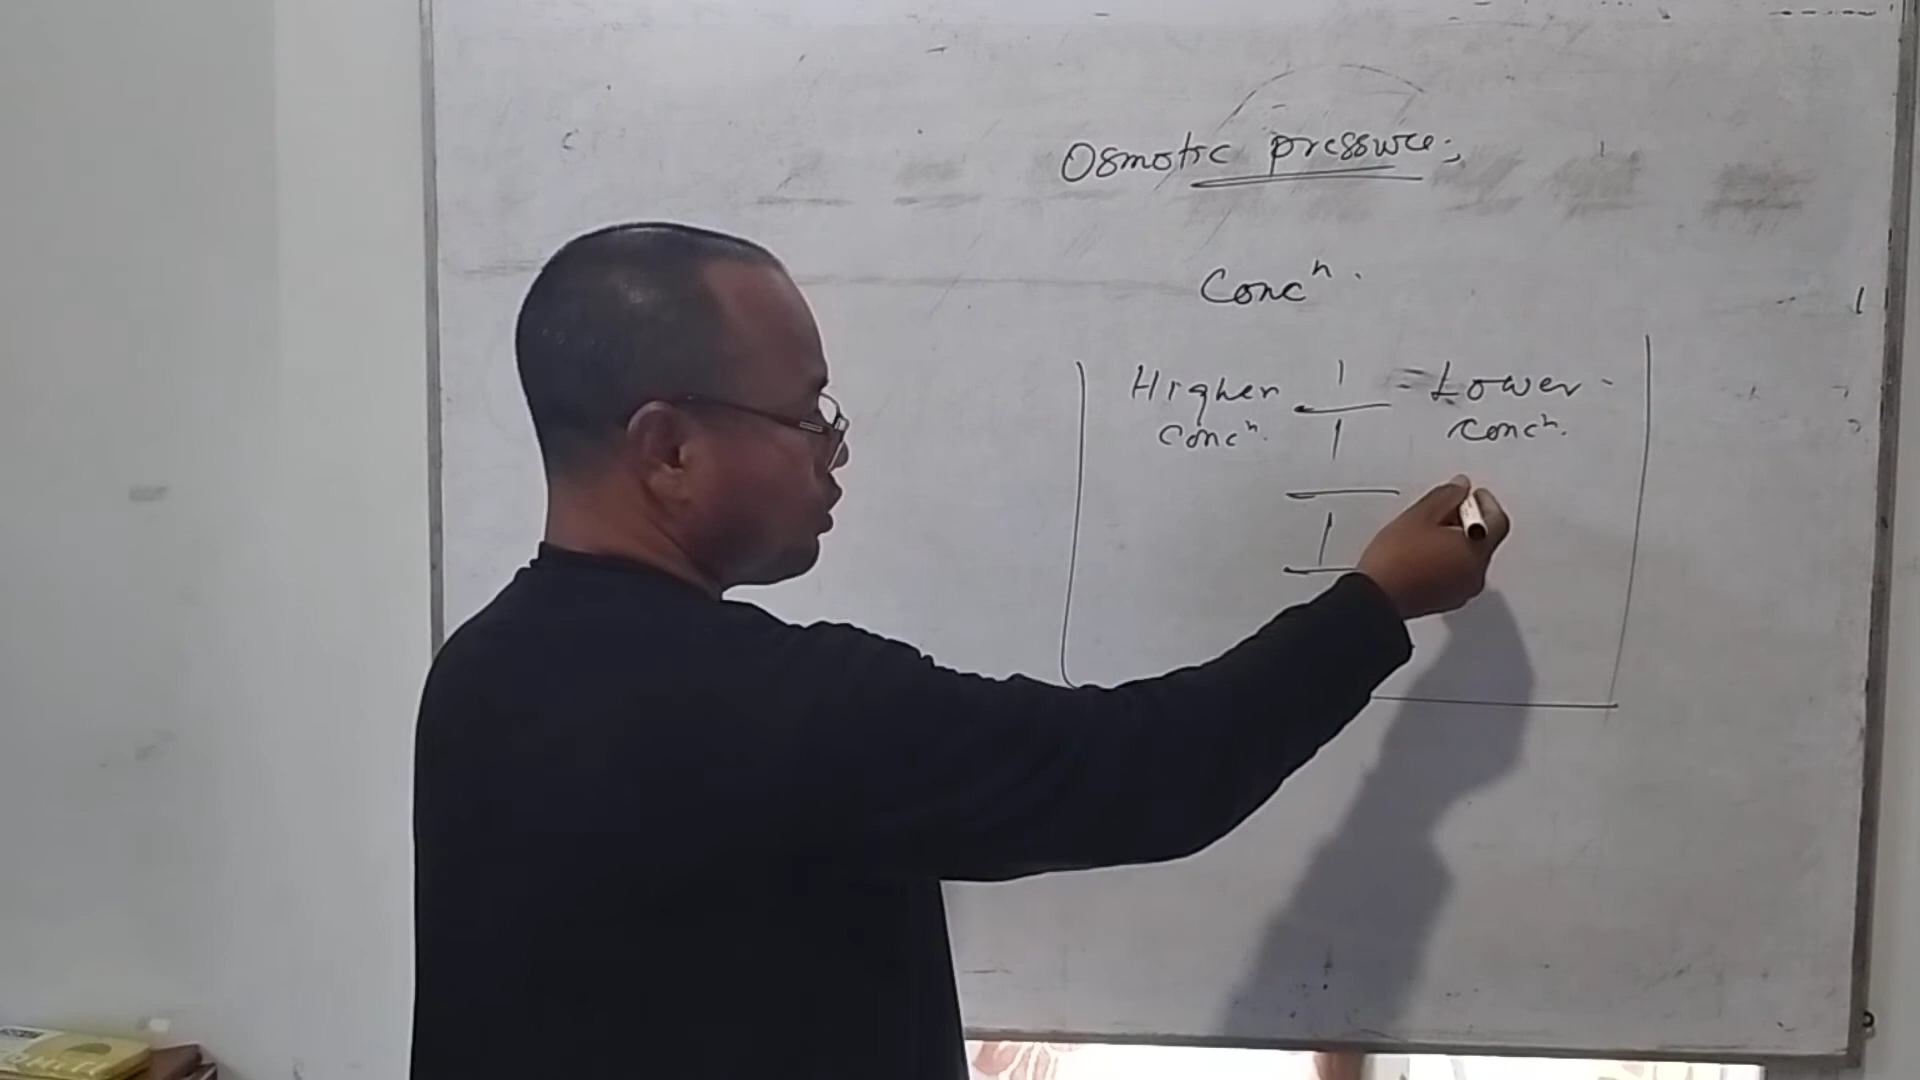 Osmotic pressure:
Concⁿ.
Higher = Lower
Concⁿ. Concⁿ.